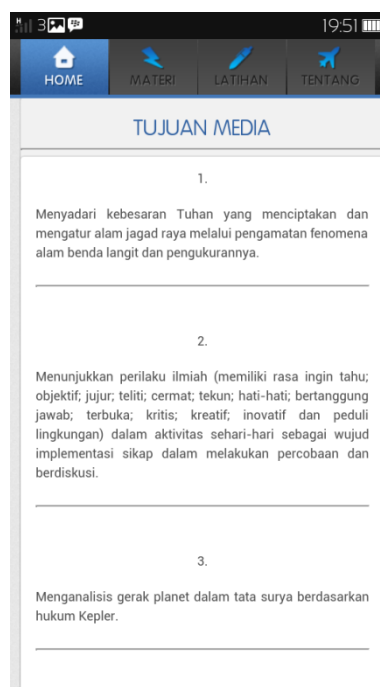 H 3 19:51
HOME MATERI LATIHAN TENTANG
TUJUAN MEDIA
1.
Menyadari kebesaran Tuhan yang menciptakan dan
mengatur alam jagad raya melalui pengamatan fenomena
alam benda langit dan pengukurannya.
2.
Menunjukkan perilaku ilmiah (memiliki rasa ingin tahu;
objektif; jujur; teliti; cermat; tekun; hati-hati; bertanggung
jawab; terbuka; kritis; kreatif; inovatif dan peduli
lingkungan) dalam aktivitas sehari-hari sebagai wujud
implementasi sikap dalam melakukan percobaan dan
berdiskusi.
3.
Menganalisis gerak planet dalam tata surya berdasarkan
hukum Kepler.